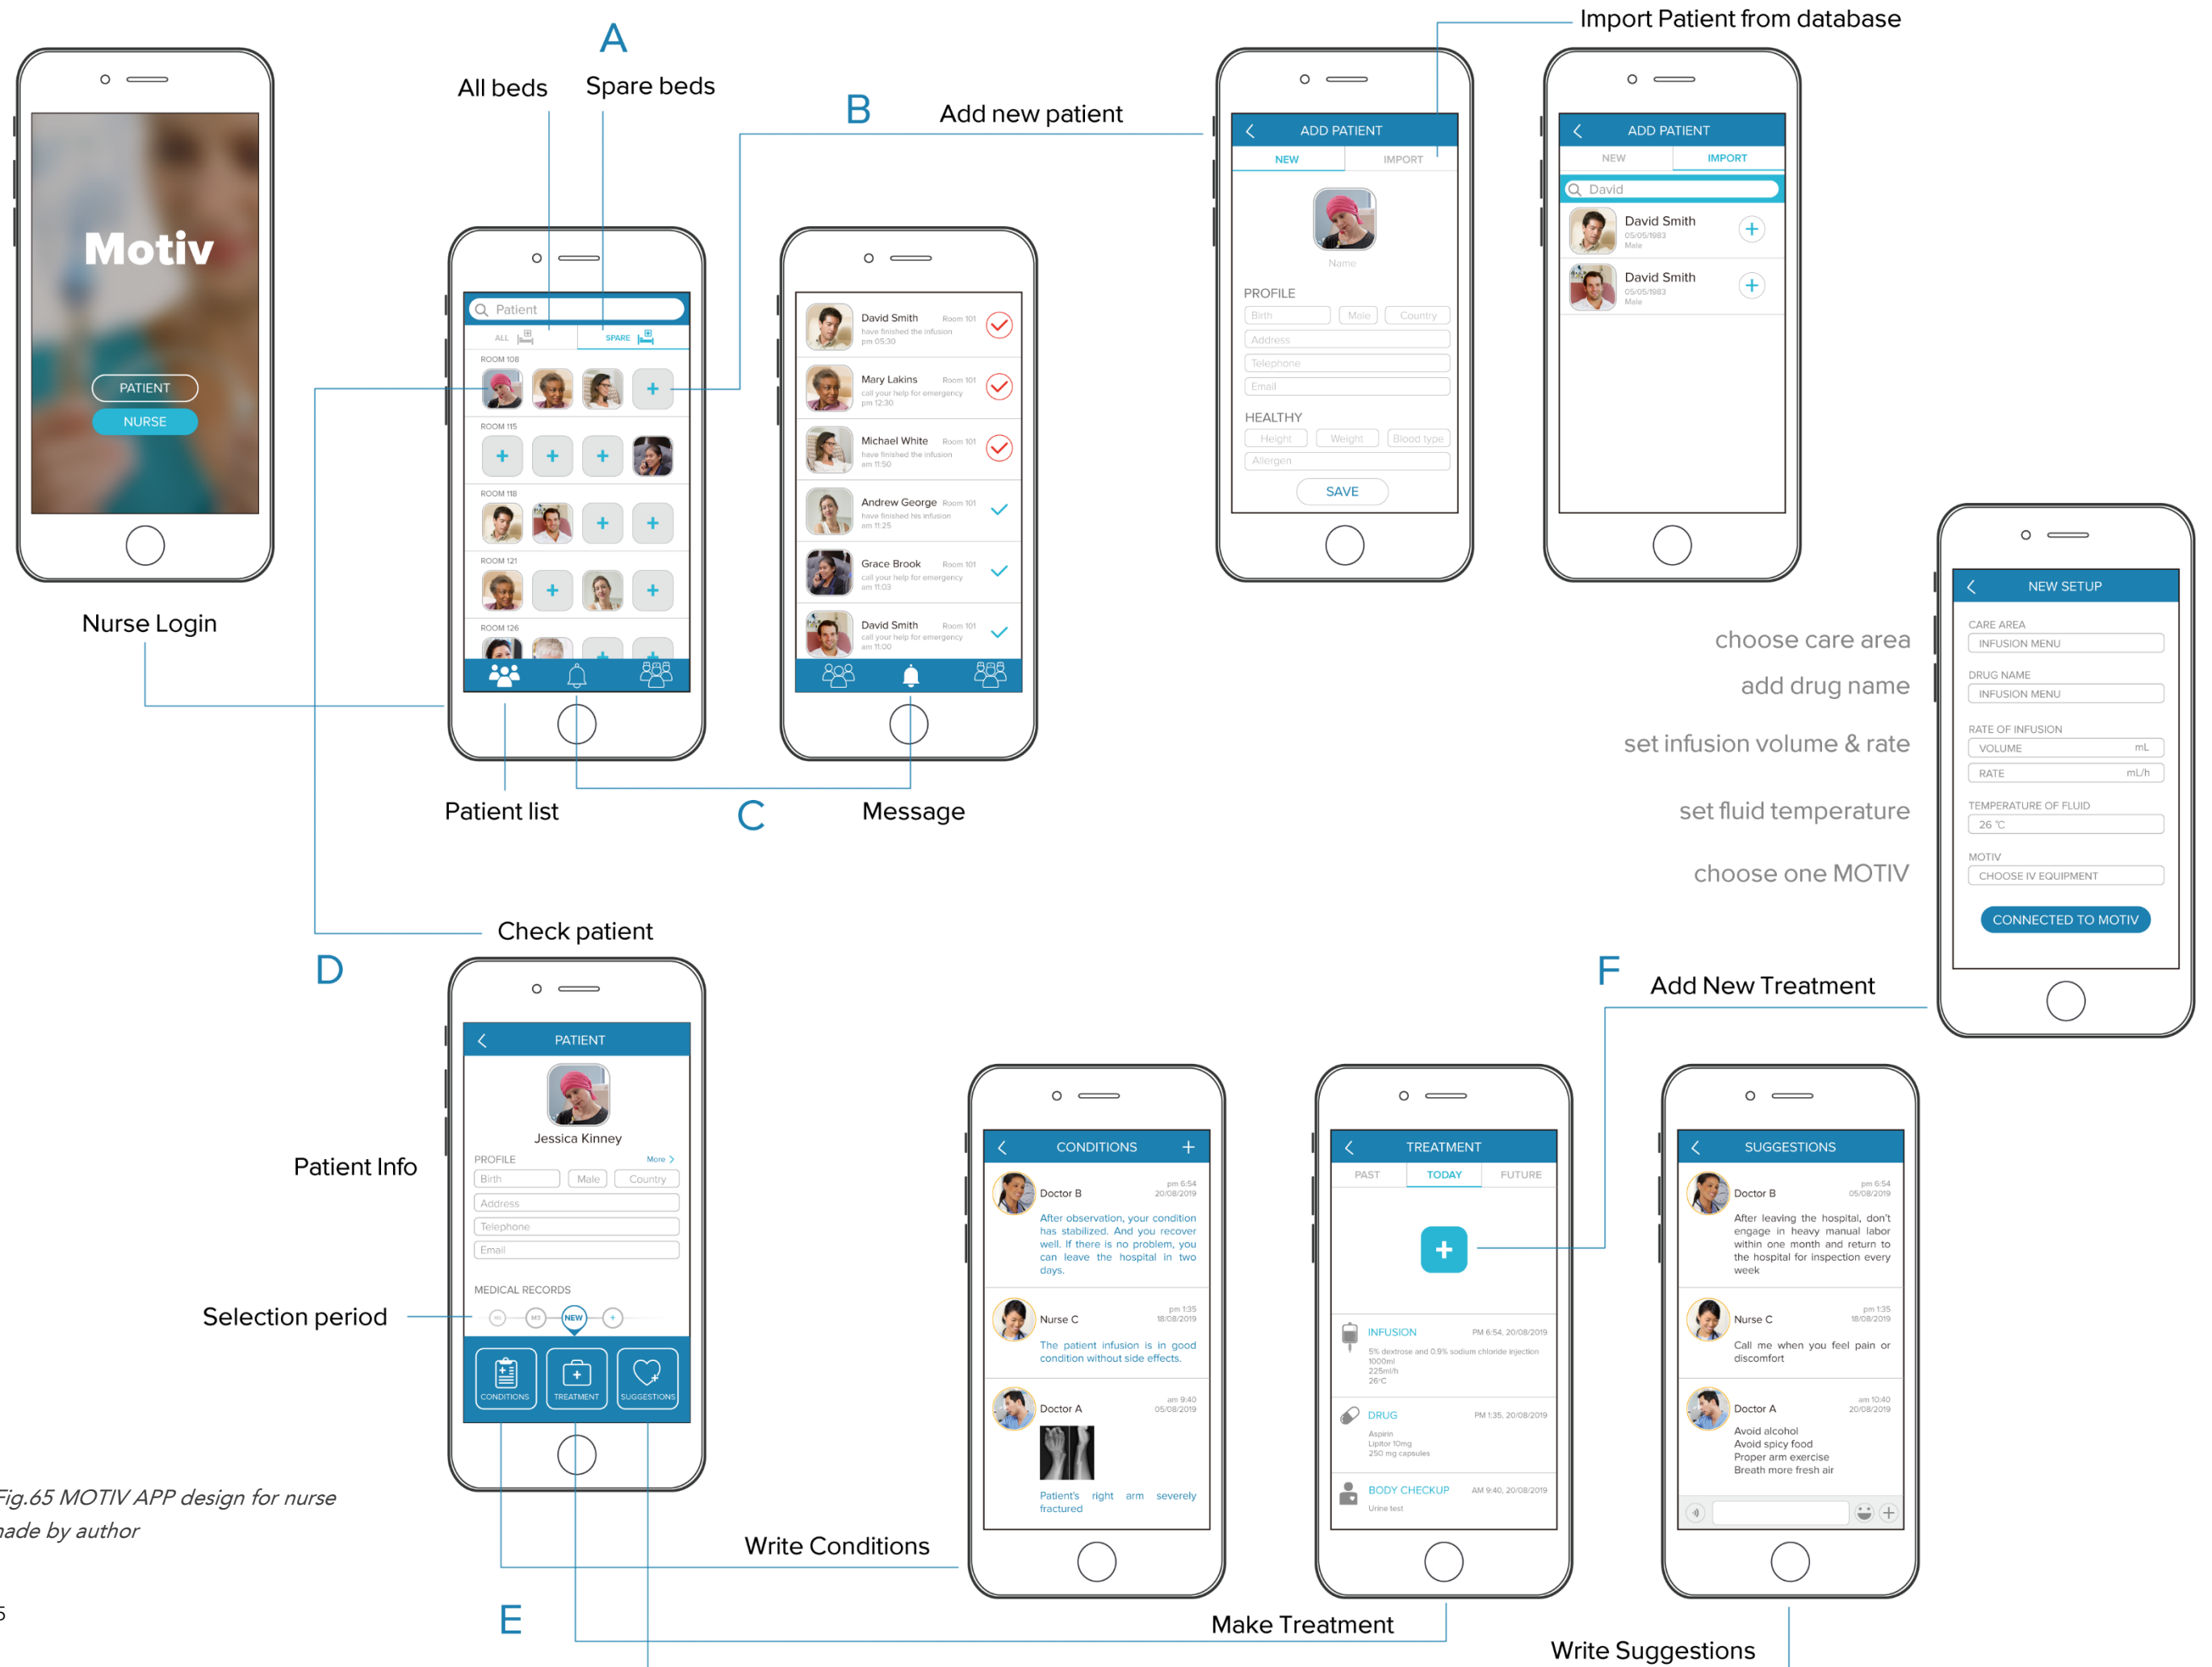 Import Patient from database
A
All beds
Spare beds
B
Add new patient
Motiv
PATIENT
NURSE
Nurse Login
Patient
ALL
SPARE
ROOM 108
ROOM 115
ROOM 118
ROOM 121
ROOM 126
Patient list
C
David Smith Room 101
have finished the infusion
pm 05:30
Mary Lakins Room 101
call your help for emergency
pm 12:30
Michael White Room 101
have finished the infusion
am 11:50
Andrew George Room 101
have finished his infusion
am 11:25
Grace Brook Room 101
call your help for emergency
am 11:03
David Smith Room 101
call your help for emergency
am 11:00
Message
ADD PATIENT
NEW IMPORT
Name
PROFILE
Birth Male Country
Address
Telephone
Email
HEALTHY
Height Weight Blood type
Allergen
SAVE
ADD PATIENT
NEW IMPORT
David
David Smith
05/05/1983
Male
David Smith
05/05/1983
Male
choose care area
add drug name
set infusion volume & rate
set fluid temperature
choose one MOTIV
NEW SETUP
CARE AREA
INFUSION MENU
DRUG NAME
INFUSION MENU
RATE OF INFUSION
VOLUME mL
RATE mL/h
TEMPERATURE OF FLUID
26 °C
MOTIV
CHOOSE IV EQUIPMENT
CONNECTED TO MOTIV
Check patient
D
PATIENT
Jessica Kinney
PROFILE More >
Birth Male Country
Address
Telephone
Email
MEDICAL RECORDS
M2 NEW +
CONDITIONS TREATMENT SUGGESTIONS
Patient Info
Selection period
F
Add New Treatment
CONDITIONS +
Doctor B
pm 6:54
20/08/2019
After observation, your condition
has stabilized. And you recover
well. If there is no problem, you
can leave the hospital in two
days.
Nurse C
pm 1:35
18/08/2019
The patient infusion is in good
condition without side effects.
Doctor A
am 9:40
05/08/2019
Patient's right arm severely
fractured
TREATMENT
PAST TODAY FUTURE
INFUSION PM 6:54, 20/08/2019
5% dextrose and 0.9% sodium chloride injection
1000ml
225ml/h
26°C
DRUG PM 1:35, 20/08/2019
Aspirin
Lipitor 10mg
250 mg capsules
BODY CHECKUP AM 9:40, 20/08/2019
Urine test
SUGGESTIONS
Doctor B
pm 6:54
05/08/2019
After leaving the hospital, don't
engage in heavy manual labor
within one month and return to
the hospital for inspection every
week
Nurse C
pm 1:35
18/08/2019
Call me when you feel pain or
discomfort
Doctor A
am 10:40
20/08/2019
Avoid alcohol
Avoid spicy food
Proper arm exercise
Breath more fresh air
Fig.65 MOTIV APP design for nurse
made by author
Write Conditions
E
Make Treatment
Write Suggestions
5